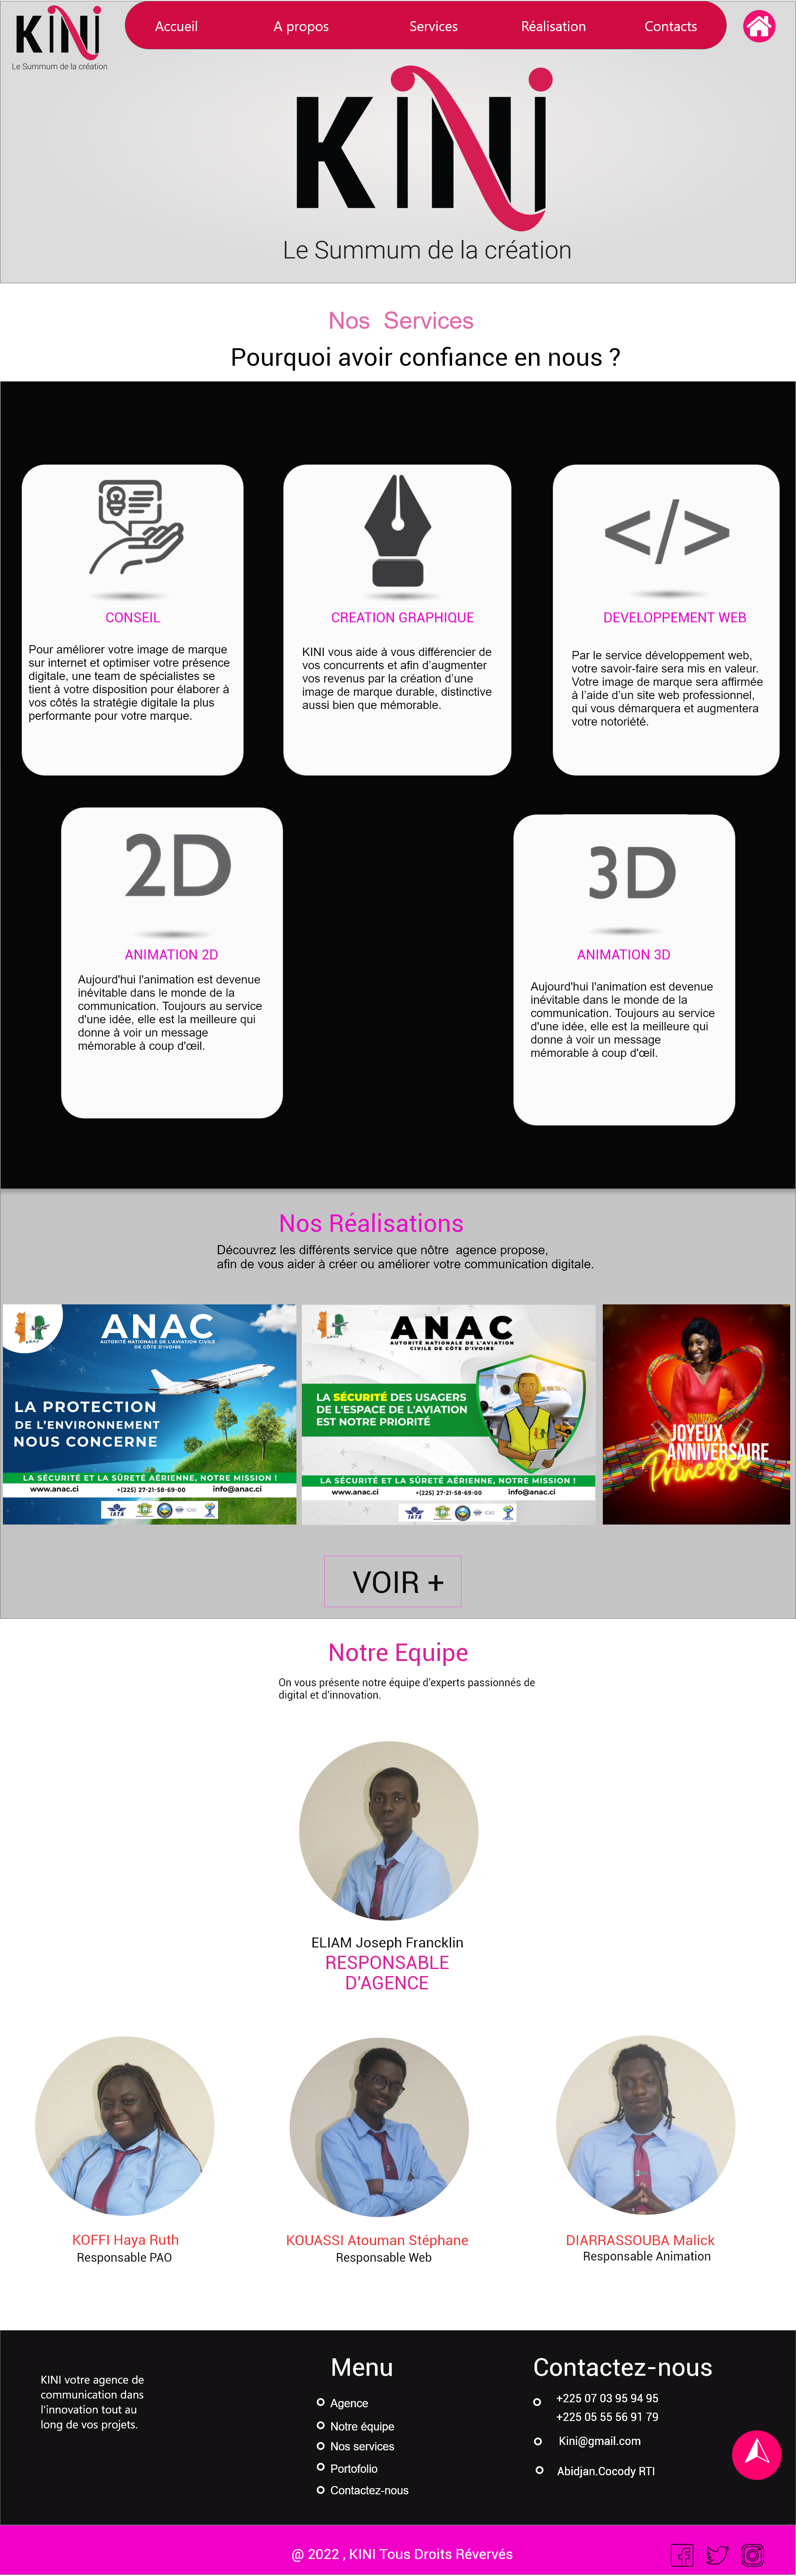 KINI
Le Summum de la création
Accueil
A propos
Services
Réalisation
Contacts
KINI
Le Summum de la création
Nos Services
Pourquoi avoir confiance en nous ?
CONSEIL
Pour améliorer votre image de marque
sur internet et optimiser votre présence
digitale, une team de spécialistes se
tient à votre disposition pour élaborer à
vos côtés la stratégie digitale la plus
performante pour votre marque.
CREATION GRAPHIQUE
KINI vous aide à vous différencier de
vos concurrents et afin d'augmenter
vos revenus par la création d'une
image de marque durable, distinctive
aussi bien que mémorable.
</>
DEVELOPPEMENT WEB
Par le service développement web,
votre savoir-faire sera mis en valeur.
Votre image de marque sera affirmée
à l'aide d'un site web professionnel,
qui vous démarquera et augmentera
votre notoriété.
2D
ANIMATION 2D
Aujourd'hui l'animation est devenue
inévitable dans le monde de la
communication. Toujours au service
d'une idée, elle est la meilleure qui
donne à voir un message
mémorable à coup d'œil.
3D
ANIMATION 3D
Aujourd'hui l'animation est devenue
inévitable dans le monde de la
communication. Toujours au service
d'une idée, elle est la meilleure qui
donne à voir un message
mémorable à coup d'œil.
Nos Réalisations
Découvrez les différents service que nôtre agence propose,
afin de vous aider à créer ou améliorer votre communication digitale.
ANAC
AUTORITÉ NATIONALE DE L'AVIATION CIVILE
DE CÔTE D'IVOIRE
LA PROTECTION
DE L'ENVIRONNEMENT
NOUS CONCERNE
LA SÉCURITÉ ET LA SÛRETÉ AÉRIENNE, NOTRE MISSION !
www.anac.ci
+(225) 27-21-58-69-00
info@anac.ci
IATA
ANAC
AUTORITÉ NATIONALE DE L'AVIATION
CIVILE DE CÔTE D'IVOIRE
LA SÉCURITÉ DES USAGERS
DE L'ESPACE DE L'AVIATION
EST NOTRE PRIORITÉ
LA SÉCURITÉ ET LA SÛRETÉ AÉRIENNE, NOTRE MISSION !
www.anac.ci
+(225) 27-21-58-69-00
info@anac.ci
IATA
JOYEUX
ANNIVERSAIRE
Princesse
VOIR +
Notre Equipe
On vous présente notre équipe d'experts passionnés de
digital et d'innovation.
ELIAM Joseph Francklin
RESPONSABLE
D'AGENCE
KOFFI Haya Ruth
Responsable PAO
KOUASSI Atouman Stéphane
Responsable Web
DIARRASSOUBA Malick
Responsable Animation
KINI votre agence de
communication dans
l'innovation tout au
long de vos projets.
Menu
Agence
Notre équipe
Nos services
Portofolio
Contactez-nous
Contactez-nous
+225 07 03 95 94 95
+225 05 55 56 91 79
Kini@gmail.com
Abidjan.Cocody RTI
@ 2022 , KINI Tous Droits Révervés